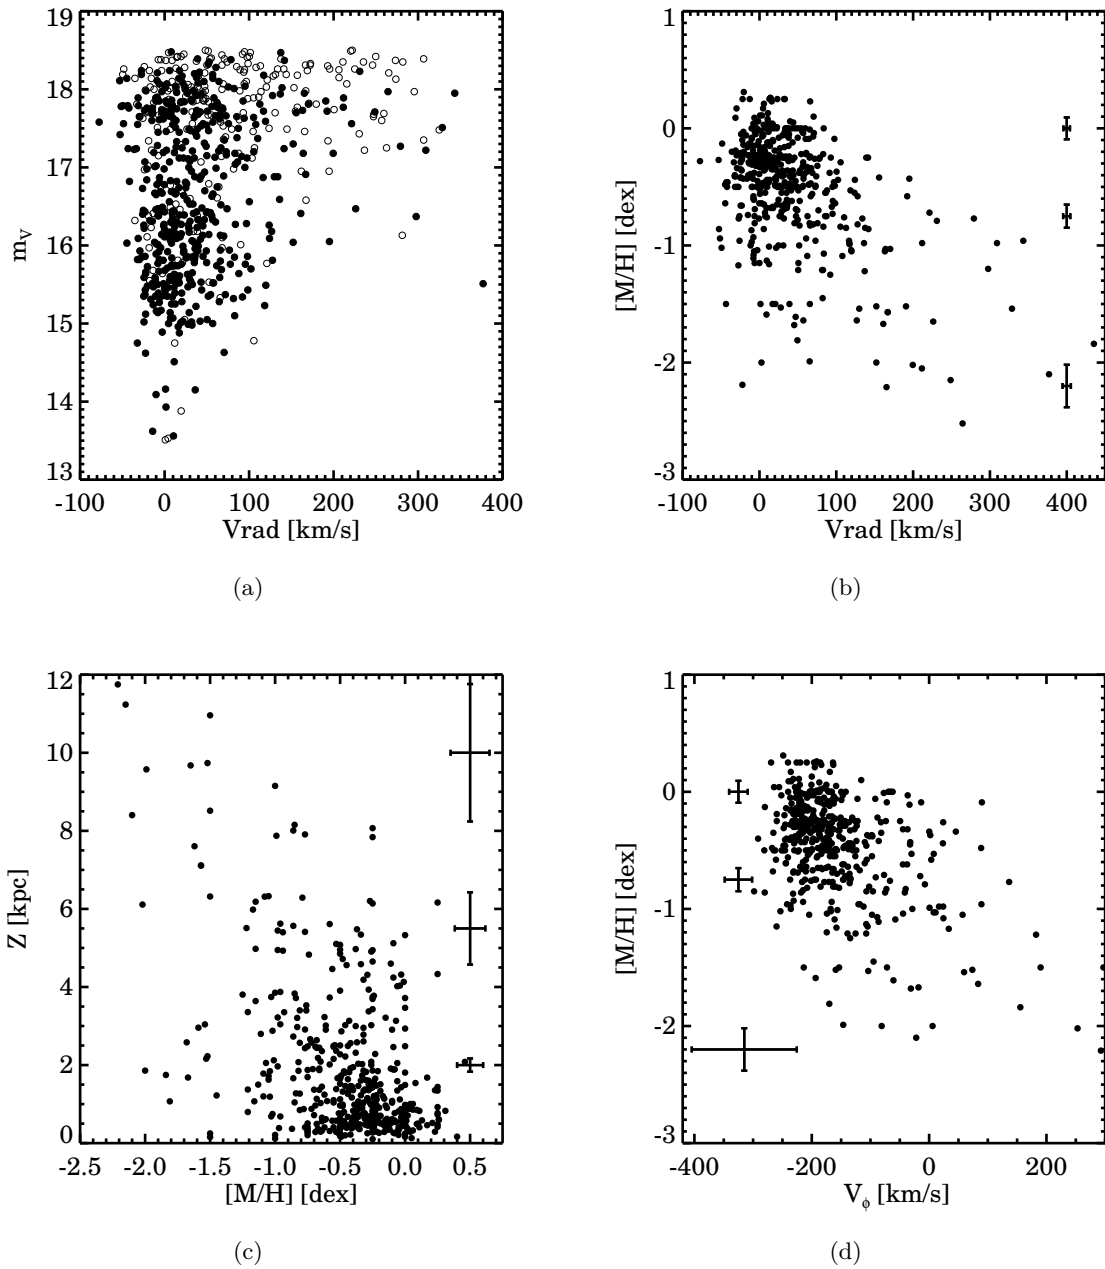 19
18
17
16
15
14
13
m_V
-100 0 100 200 300 400
Vrad [km/s]
(a)
1
0
-1
-2
-3
[M/H] [dex]
-100 0 100 200 300 400
Vrad [km/s]
(b)
12
10
8
6
4
2
0
Z [kpc]
-2.5 -2.0 -1.5 -1.0 -0.5 0.0 0.5
[M/H] [dex]
(c)
1
0
-1
-2
-3
[M/H] [dex]
-400 -200 0 200
V_ϕ [km/s]
(d)